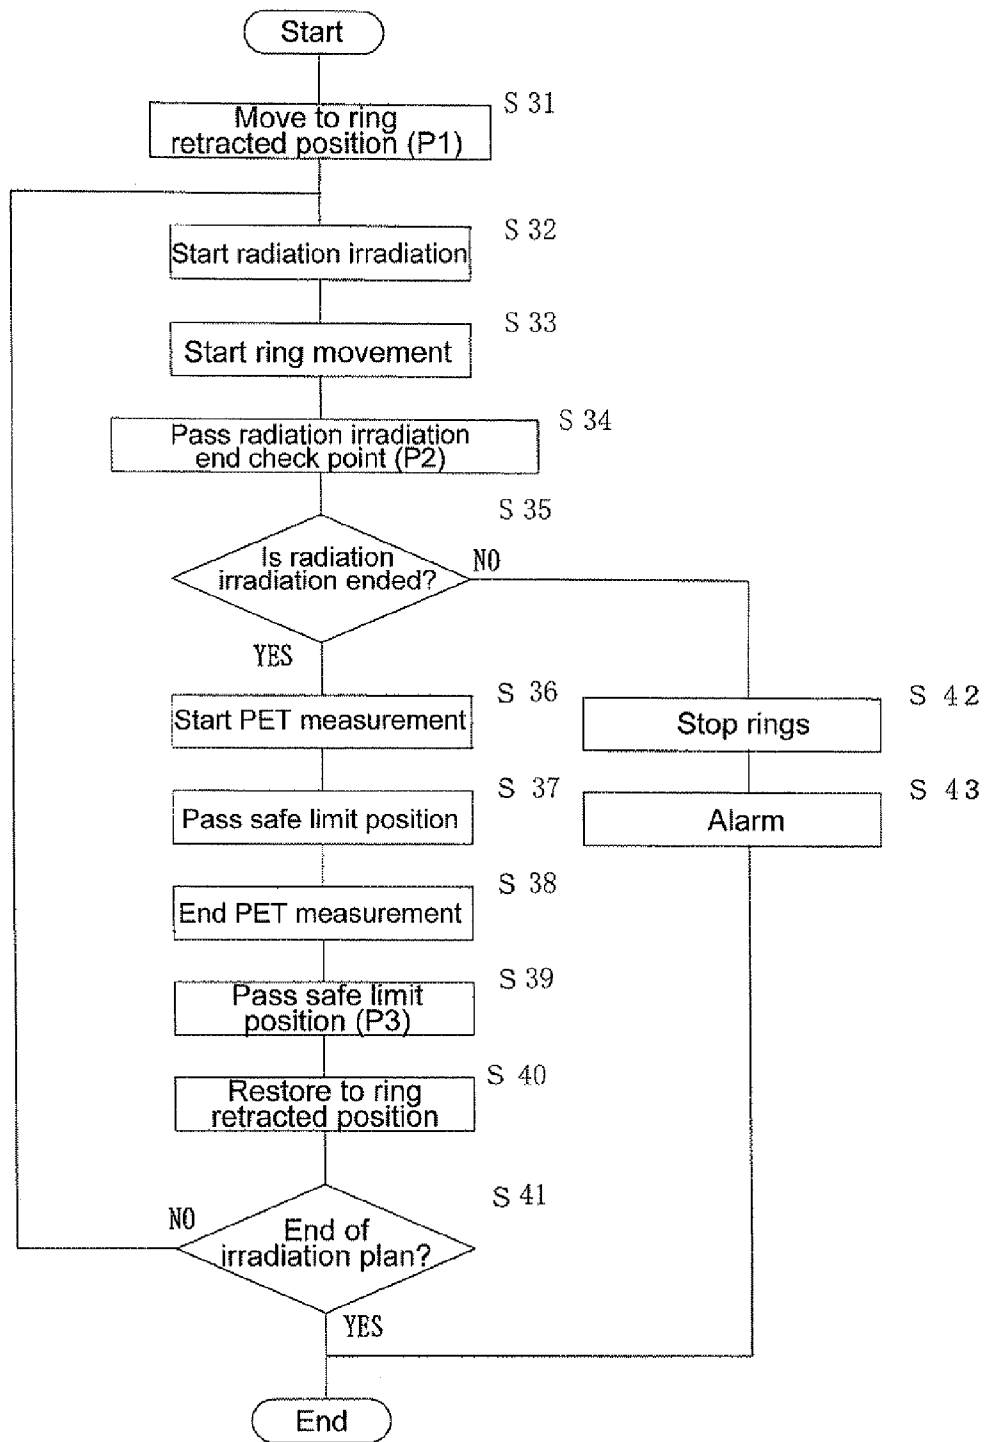 Start
S 31
Move to ring
retracted position (P1)
S 32
Start radiation irradiation
S 33
Start ring movement
S 34
Pass radiation irradiation
end check point (P2)
S 35
Is radiation
irradiation ended?
NO
YES
S 36
Start PET measurement
S 42
Stop rings
S 37
Pass safe limit position
S 43
Alarm
S 38
End PET measurement
S 39
Pass safe limit
position (P3)
S 40
Restore to ring
retracted position
S 41
NO
End of
irradiation plan?
YES
End